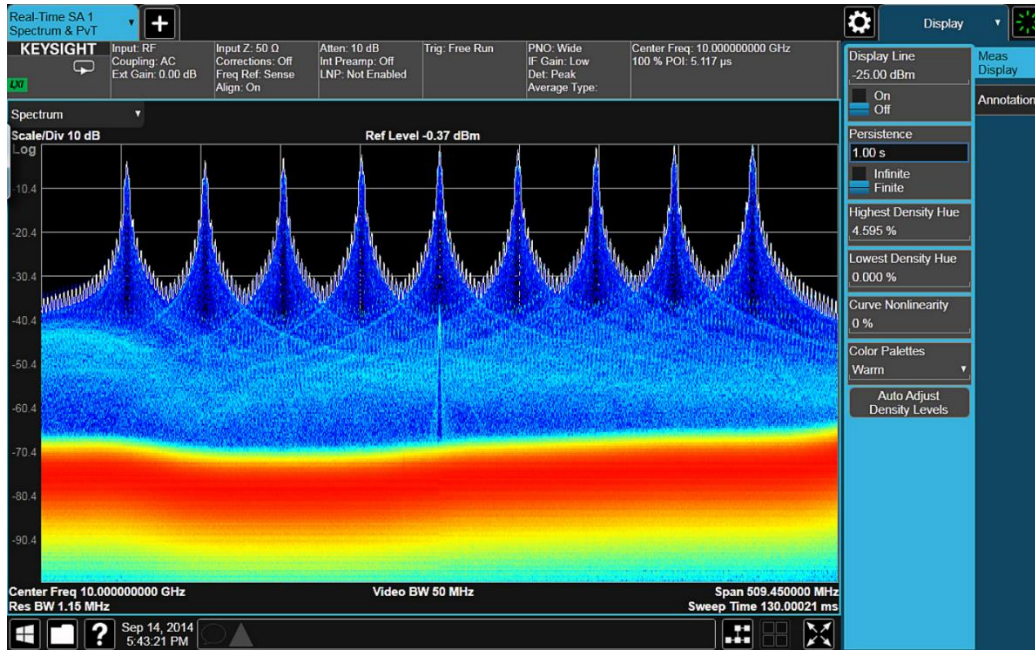 Real-Time SA 1
Spectrum & PvT
Display
KEYSIGHT
LXI
Input: RF
Coupling: AC
Ext Gain: 0.00 dB
Input Z: 50 Ω
Corrections: Off
Freq Ref: Sense
Align: On
Atten: 10 dB
Int Preamp: Off
LNP: Not Enabled
Trig: Free Run
PNO: Wide
IF Gain: Low
Det: Peak
Average Type:
Center Freq: 10.000000000 GHz
100 % POI: 5.117 µs
Spectrum
Scale/Div 10 dB
Ref Level -0.37 dBm
Log
-10.4
-20.4
-30.4
-40.4
-50.4
-60.4
-70.4
-80.4
-90.4
Center Freq 10.000000000 GHz
Res BW 1.15 MHz
Video BW 50 MHz
Span 509.450000 MHz
Sweep Time 130.00021 ms
?
Sep 14, 2014
5:43:21 PM
Display Line
-25.00 dBm
On
Off
Persistence
1.00 s
Infinite
Finite
Highest Density Hue
4.595 %
Lowest Density Hue
0.000 %
Curve Nonlinearity
0 %
Color Palettes
Warm
Auto Adjust
Density Levels
Meas
Display
Annotation